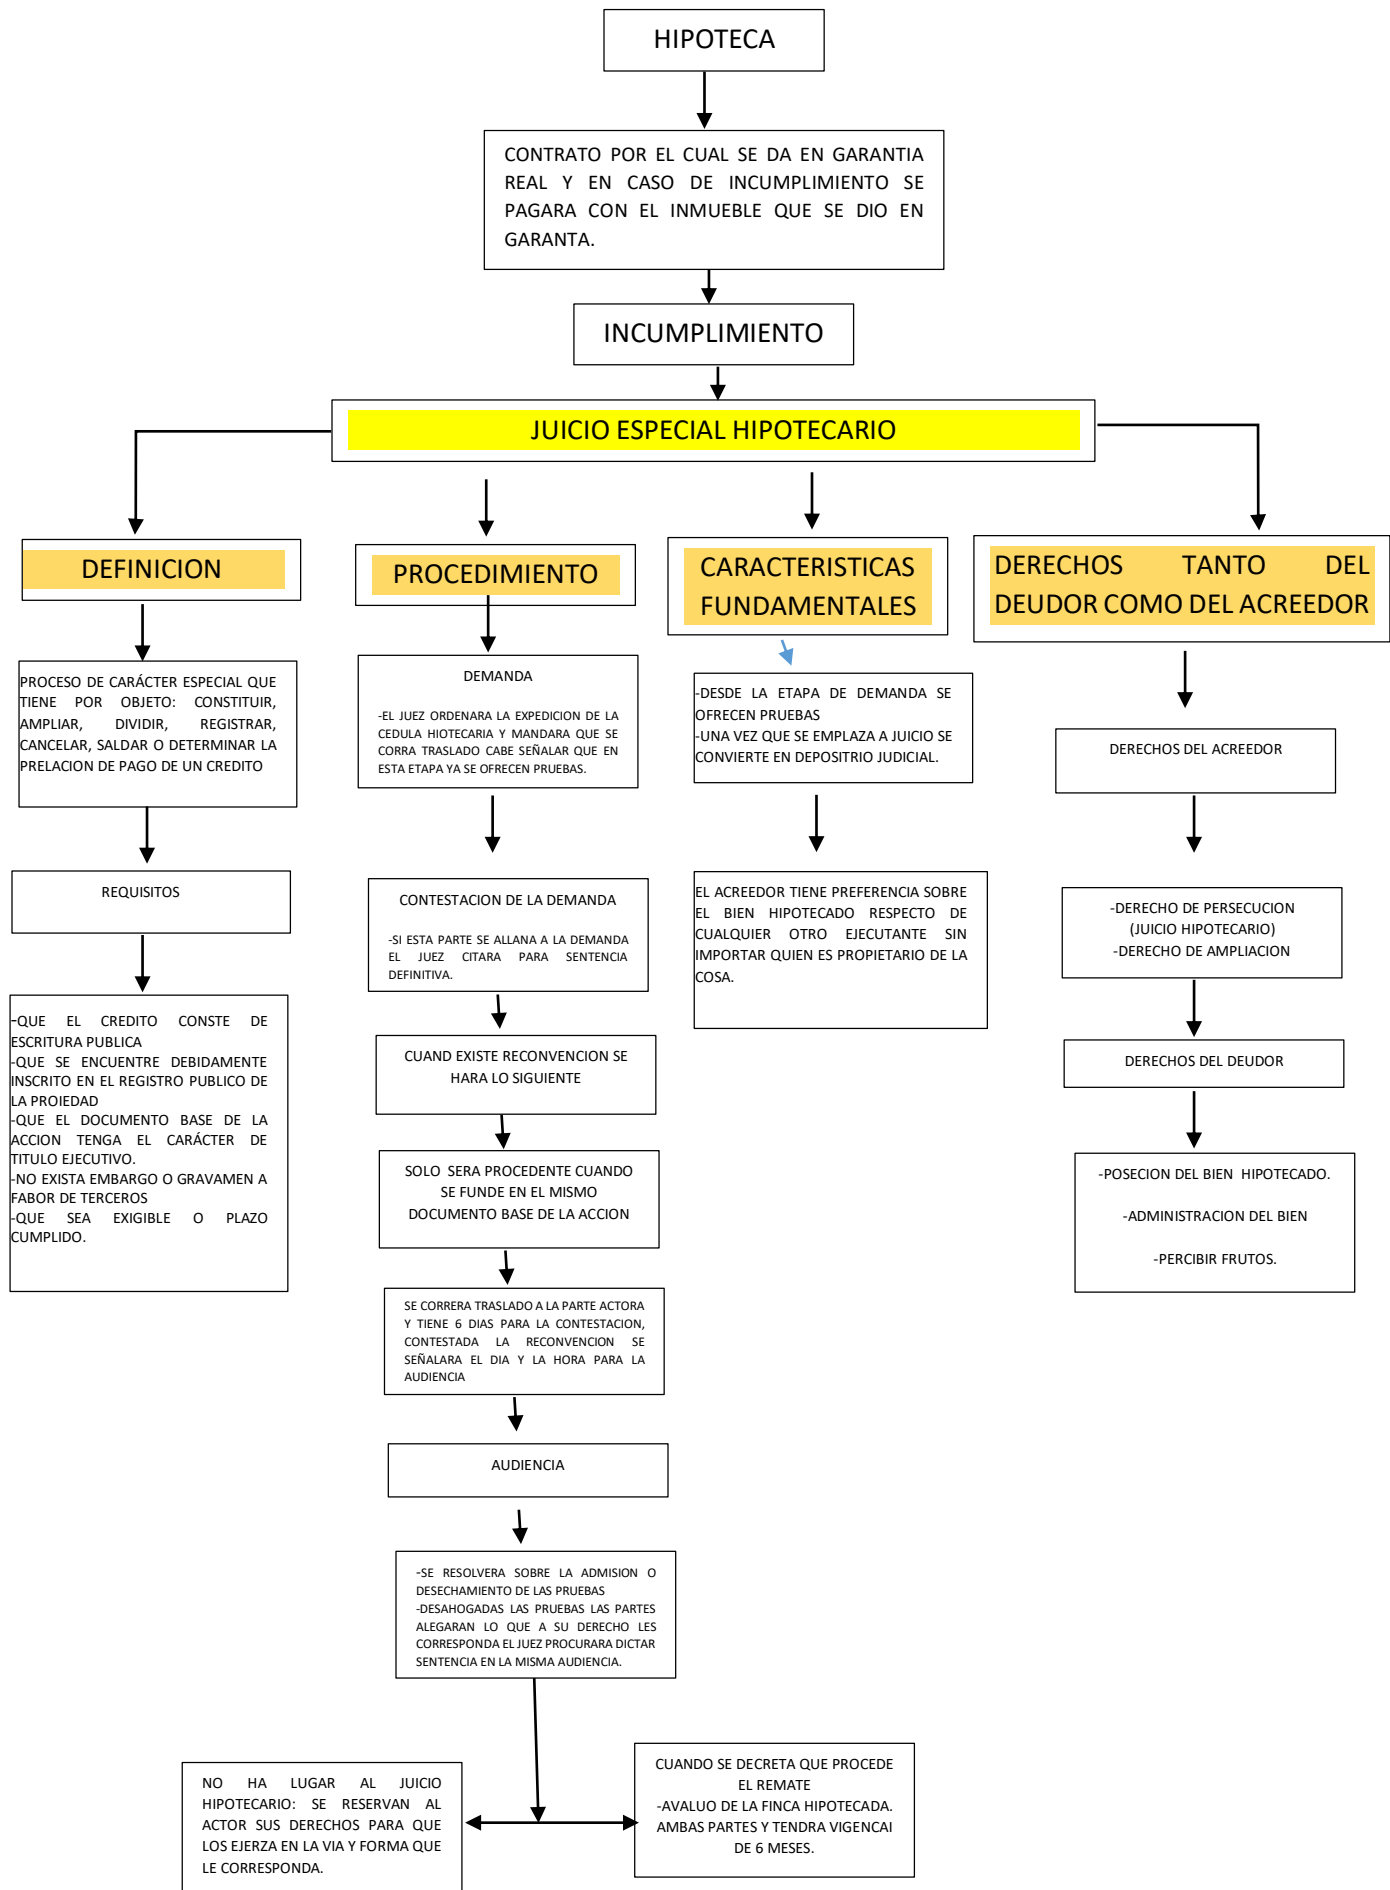 HIPOTECA
CONTRATO POR EL CUAL SE DA EN GARANTIA
REAL Y EN CASO DE INCUMPLIMIENTO SE
PAGARA CON EL INMUEBLE QUE SE DIO EN
GARANTA.
INCUMPLIMIENTO
JUICIO ESPECIAL HIPOTECARIO
DEFINICION
PROCESO DE CARÁCTER ESPECIAL QUE
TIENE POR OBJETO: CONSTITUIR,
AMPLIAR, DIVIDIR, REGISTRAR,
CANCELAR, SALDAR O DETERMINAR LA
PRELACION DE PAGO DE UN CREDITO
REQUISITOS
-QUE EL CREDITO CONSTE DE
ESCRITURA PUBLICA
-QUE SE ENCUENTRE DEBIDAMENTE
INSCRITO EN EL REGISTRO PUBLICO DE
LA PROIEDAD
-QUE EL DOCUMENTO BASE DE LA
ACCION TENGA EL CARÁCTER DE
TITULO EJECUTIVO.
-NO EXISTA EMBARGO O GRAVAMEN A
FABOR DE TERCEROS
-QUE SEA EXIGIBLE O PLAZO
CUMPLIDO.
PROCEDIMIENTO
DEMANDA
-EL JUEZ ORDENARA LA EXPEDICION DE LA
CEDULA HIOTECARIA Y MANDARA QUE SE
CORRA TRASLADO CABE SEÑALAR QUE EN
ESTA ETAPA YA SE OFRECEN PRUEBAS.
CONTESTACION DE LA DEMANDA
-SI ESTA PARTE SE ALLANA A LA DEMANDA
EL JUEZ CITARA PARA SENTENCIA
DEFINITIVA.
CUAND EXISTE RECONVENCION SE
HARA LO SIGUIENTE
SOLO SERA PROCEDENTE CUANDO
SE FUNDE EN EL MISMO
DOCUMENTO BASE DE LA ACCION
SE CORRERA TRASLADO A LA PARTE ACTORA
Y TIENE 6 DIAS PARA LA CONTESTACION,
CONTESTADA LA RECONVENCION SE
SEÑALARA EL DIA Y LA HORA PARA LA
AUDIENCIA
AUDIENCIA
-SE RESOLVERA SOBRE LA ADMISION O
DESECHAMIENTO DE LAS PRUEBAS
-DESAHOGADAS LAS PRUEBAS LAS PARTES
ALEGARAN LO QUE A SU DERECHO LES
CORRESPONDA EL JUEZ PROCURARA DICTAR
SENTENCIA EN LA MISMA AUDIENCIA.
NO HA LUGAR AL JUICIO
HIPOTECARIO: SE RESERVAN AL
ACTOR SUS DERECHOS PARA QUE
LOS EJERZA EN LA VIA Y FORMA QUE
LE CORRESPONDA.
CUANDO SE DECRETA QUE PROCEDE
EL REMATE
-AVALUO DE LA FINCA HIPOTECADA.
AMBAS PARTES Y TENDRA VIGENCAI
DE 6 MESES.
CARACTERISTICAS
FUNDAMENTALES
-DESDE LA ETAPA DE DEMANDA SE
OFRECEN PRUEBAS
-UNA VEZ QUE SE EMPLAZA A JUICIO SE
CONVIERTE EN DEPOSITRIO JUDICIAL.
EL ACREEDOR TIENE PREFERENCIA SOBRE
EL BIEN HIPOTECADO RESPECTO DE
CUALQUIER OTRO EJECUTANTE SIN
IMPORTAR QUIEN ES PROPIETARIO DE LA
COSA.
DERECHOS TANTO DEL
DEUDOR COMO DEL ACREEDOR
DERECHOS DEL ACREEDOR
-DERECHO DE PERSECUCION
(JUICIO HIPOTECARIO)
-DERECHO DE AMPLIACION
DERECHOS DEL DEUDOR
-POSECION DEL BIEN HIPOTECADO.
-ADMINISTRACION DEL BIEN
-PERCIBIR FRUTOS.